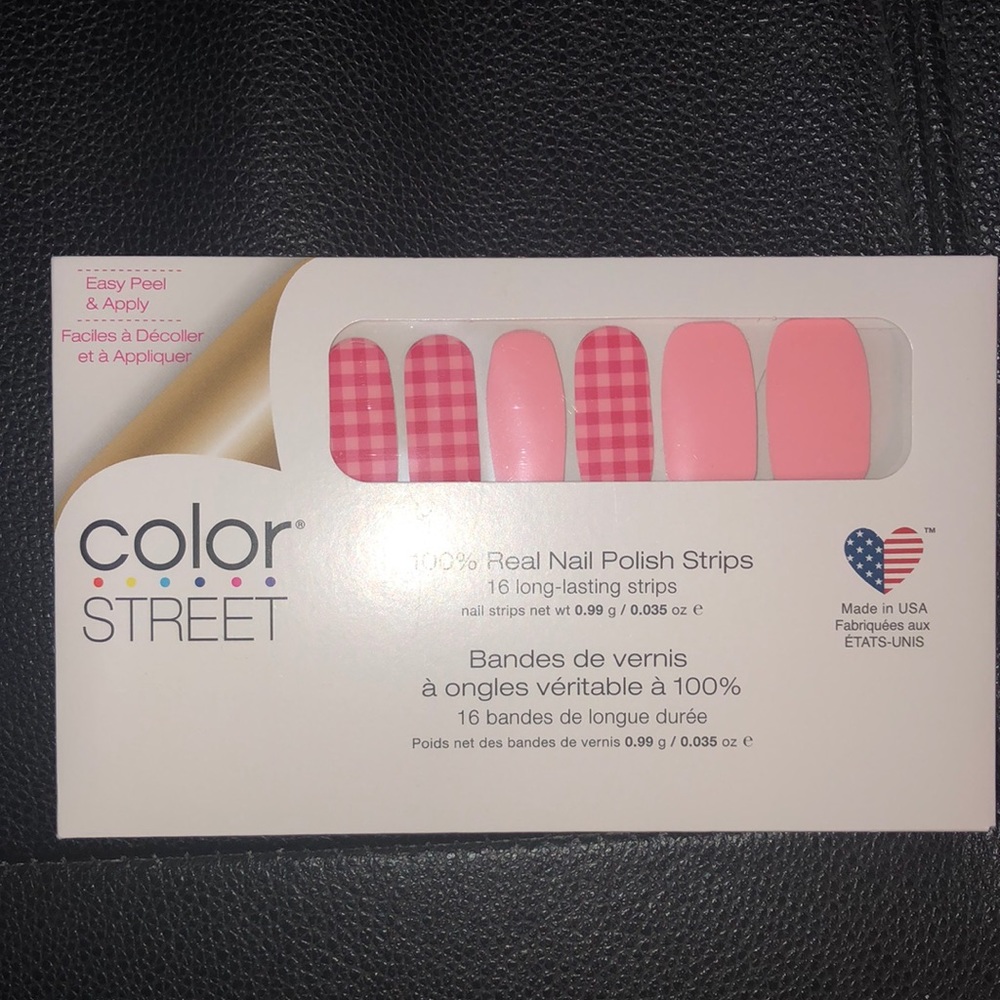 Easy Peel
& Apply
Faciles à Décoller
et à Appliquer
color®
STREET
100% Real Nail Polish Strips
16 long-lasting strips
nail strips net wt 0.99 g / 0.035 oz ℮
Bandes de vernis
à ongles véritable à 100%
16 bandes de longue durée
Poids net des bandes de vernis 0.99 g / 0.035 oz ℮
™
Made in USA
Fabriquées aux
ÉTATS-UNIS